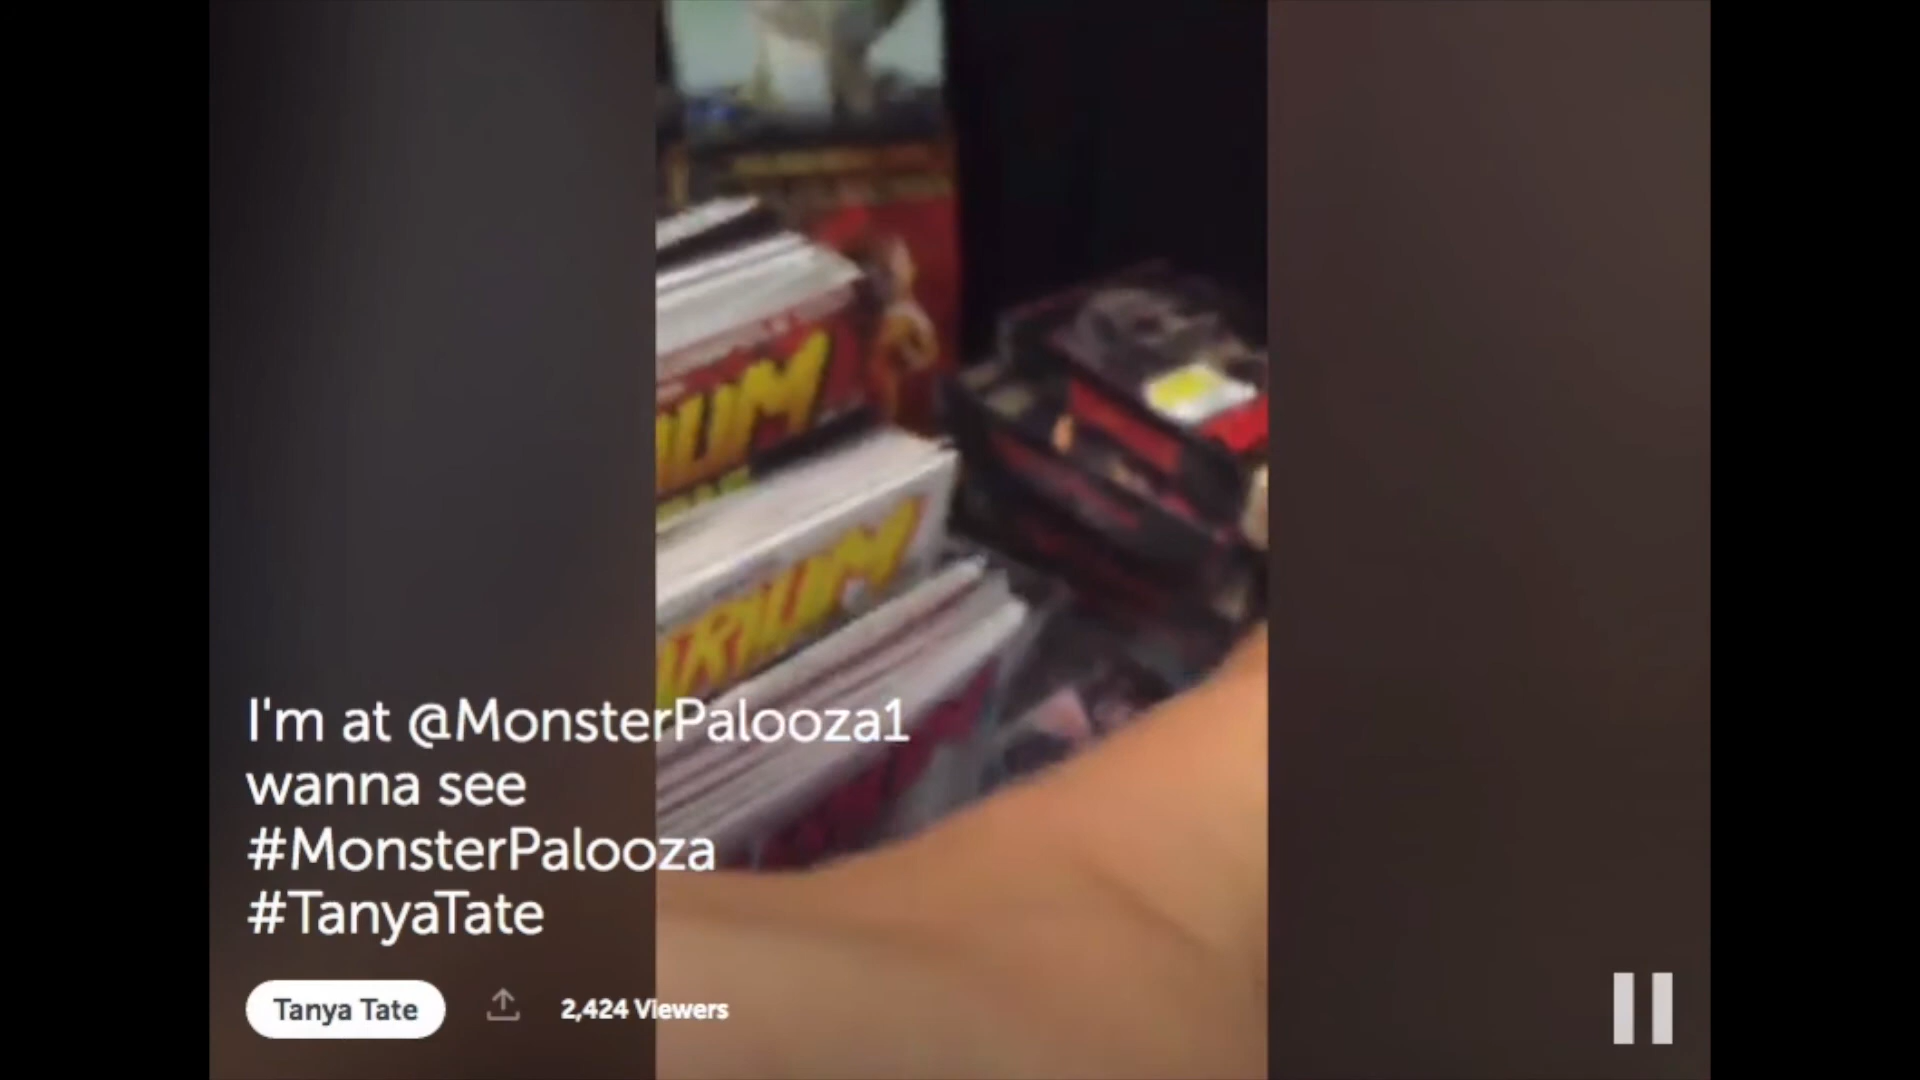 I'm at @MonsterPalooza1
wanna see
#MonsterPalooza
#TanyaTate
Tanya Tate
2,424 Viewers